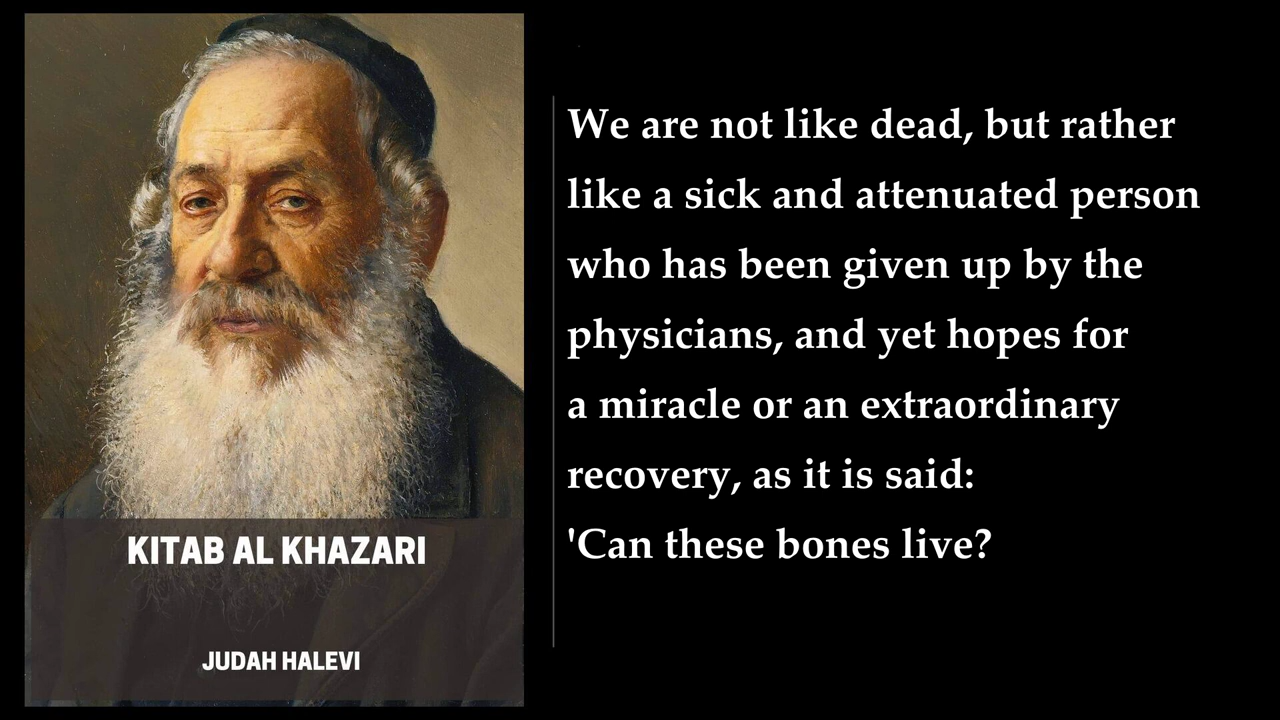 KITAB AL KHAZARI
JUDAH HALEVI
We are not like dead, but rather
like a sick and attenuated person
who has been given up by the
physicians, and yet hopes for
a miracle or an extraordinary
recovery, as it is said:
'Can these bones live?